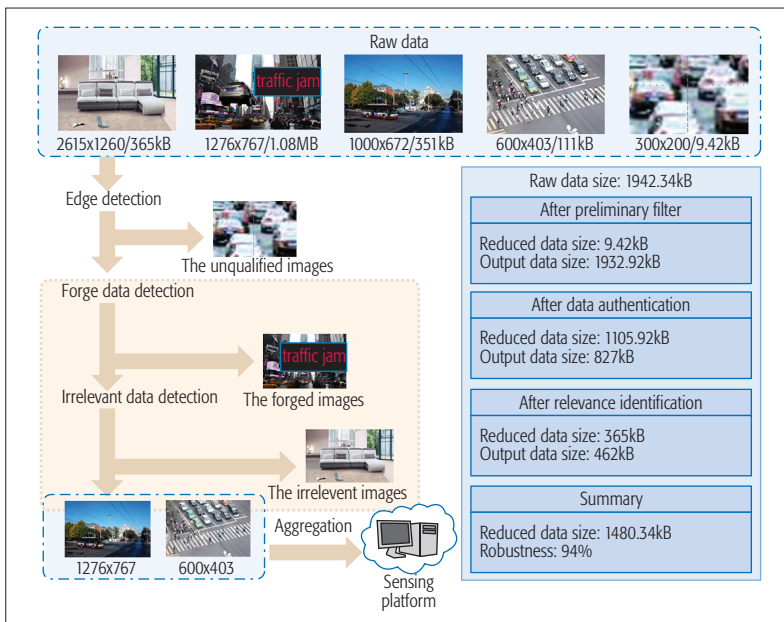 Raw data
traffic jam
2615x1260/365kB
1276x767/1.08MB
1000x672/351kB
600x403/111kB
300x200/9.42kB
Edge detection
The unqualified images
Forge data detection
traffic jam
The forged images
Irrelevant data detection
The irrelevent images
1276x767
600x403
Aggregation
Sensing
platform
Raw data size: 1942.34kB
After preliminary filter
Reduced data size: 9.42kB
Output data size: 1932.92kB
After data authentication
Reduced data size: 1105.92kB
Output data size: 827kB
After relevance identification
Reduced data size: 365kB
Output data size: 462kB
Summary
Reduced data size: 1480.34kB
Robustness: 94%